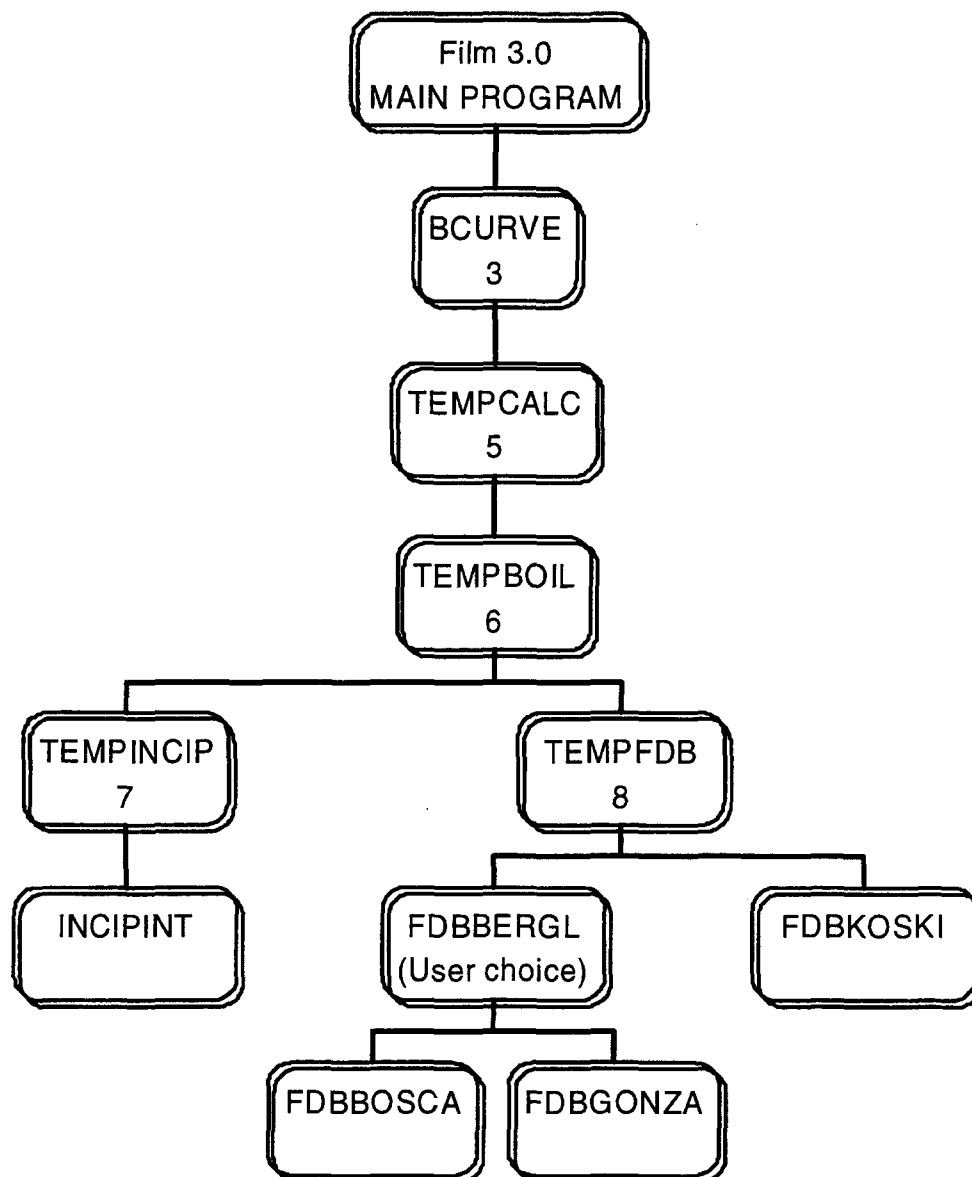 Film 3.0
MAIN PROGRAM
BCURVE
3
TEMPCALC
5
TEMPBOIL
6
TEMPINCIP
7
TEMPFDB
8
INCIPINT
FDBBERGL
(User choice)
FDBKOSKI
FDBBOSCA
FDBGONZA